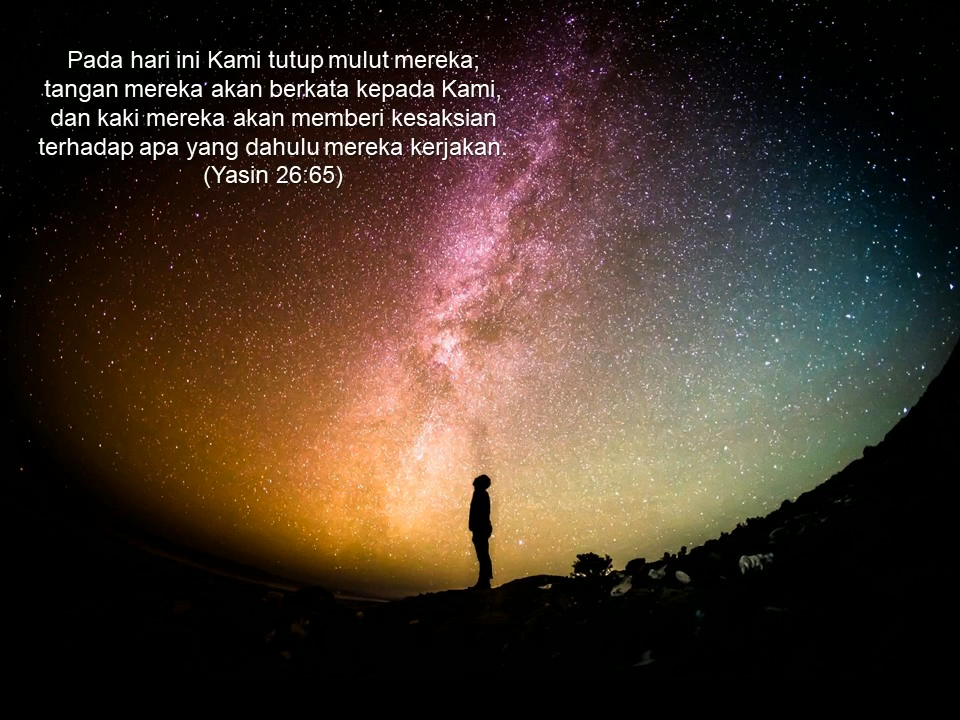 Pada hari ini Kami tutup mulut mereka;
tangan mereka akan berkata kepada Kami,
dan kaki mereka akan memberi kesaksian
terhadap apa yang dahulu mereka kerjakan.
(Yasin 26:65)